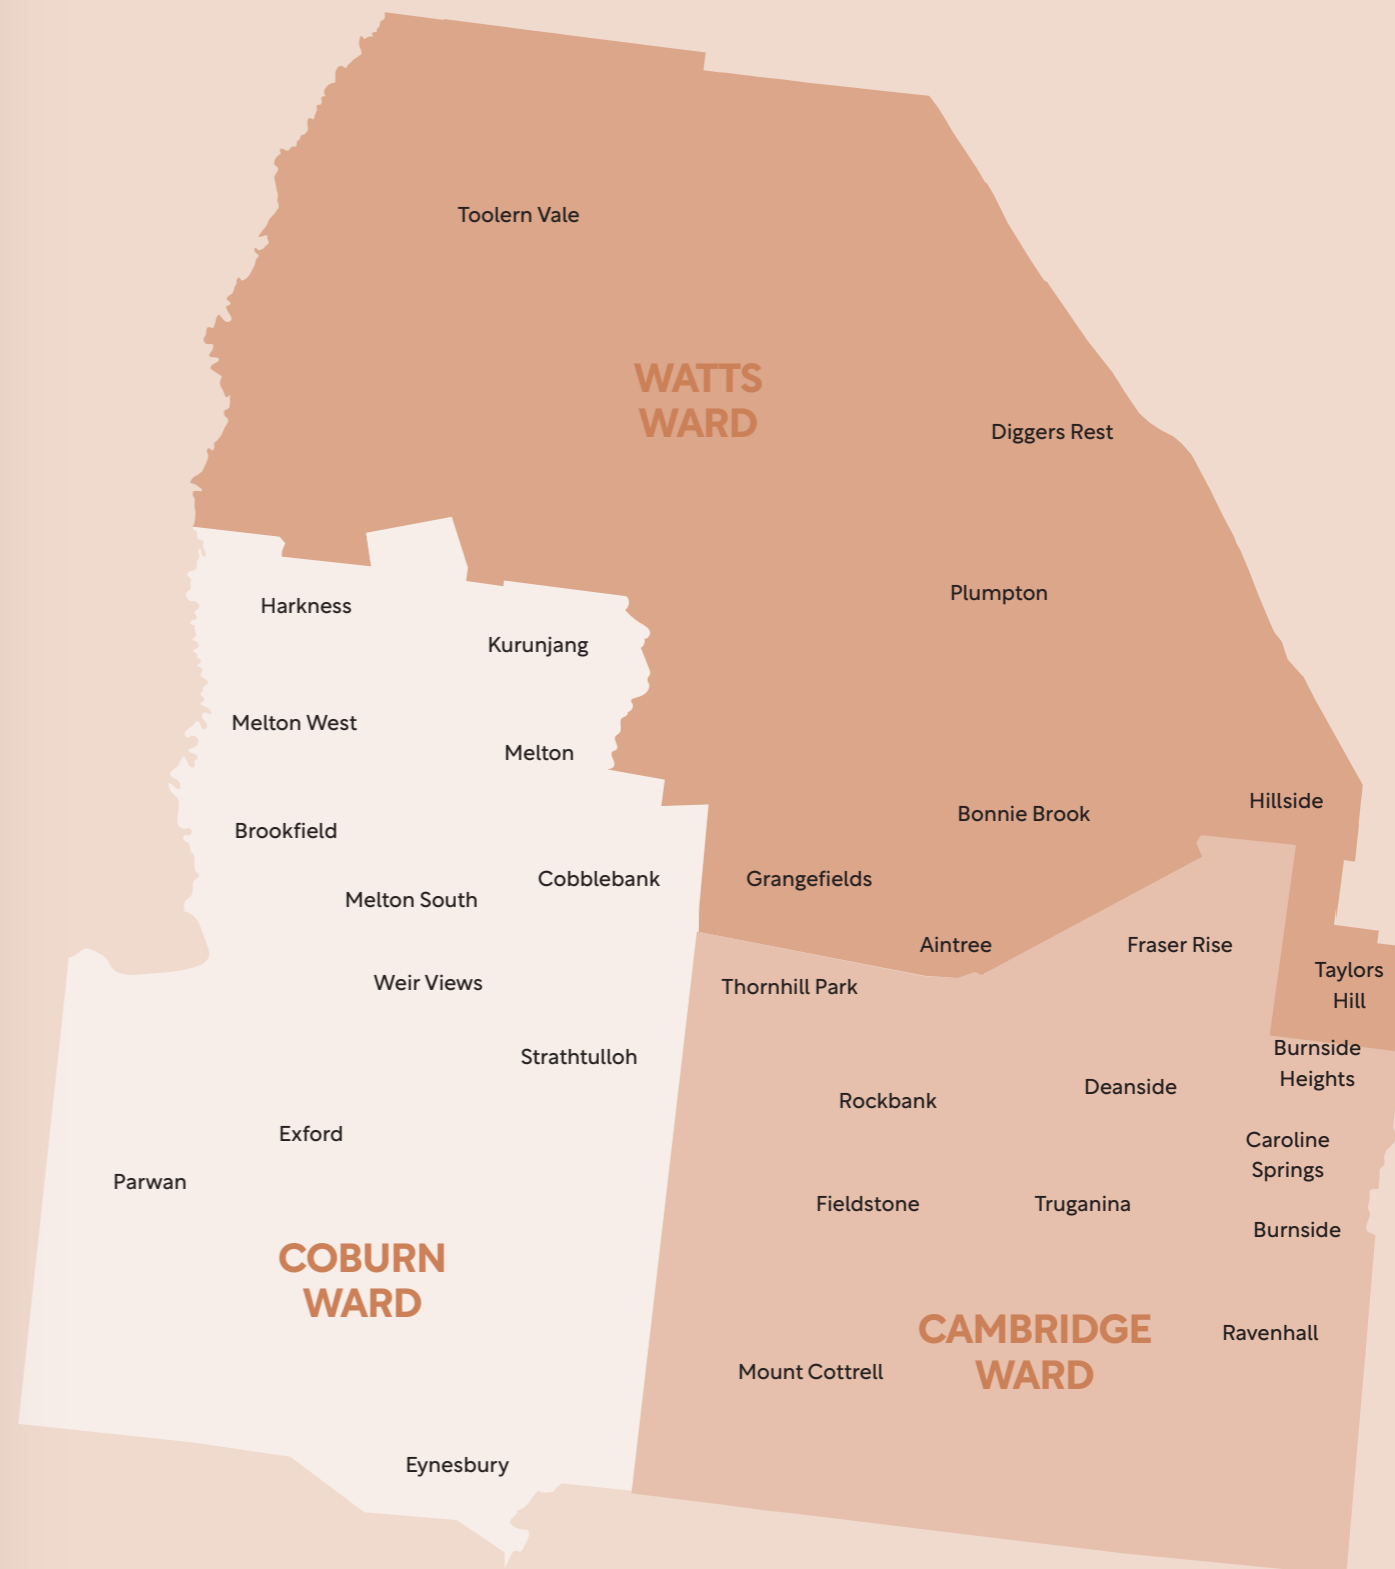 Toolern Vale
WATTS
WARD
Diggers Rest
Plumpton
Harkness
Kurunjang
Melton West
Melton
Brookfield
Cobblebank
Melton South
Weir Views
Strathtulloh
Exford
Parwan
COBURN
WARD
Eynesbury
Bonnie Brook
Hillside
Grangefields
Aintree
Fraser Rise
Taylors
Hill
Thornhill Park
Burnside
Heights
Rockbank
Deanside
Caroline
Springs
Fieldstone
Truganina
Burnside
CAMBRIDGE
WARD
Ravenhall
Mount Cottrell